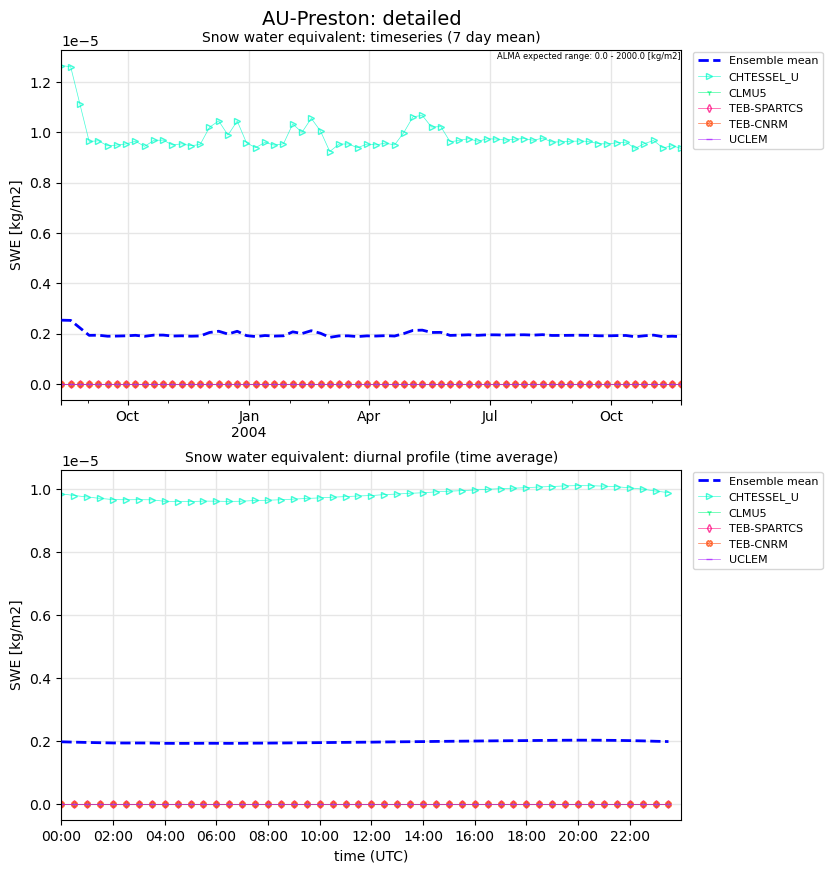 AU-Preston: detailed
Snow water equivalent: timeseries (7 day mean)
1e−5
ALMA expected range: 0.0 - 2000.0 [kg/m2]
SWE [kg/m2]
1.2
1.0
0.8
0.6
0.4
0.2
0.0
Oct
Jan
2004
Apr
Jul
Oct
Ensemble mean
CHTESSEL_U
CLMU5
TEB-SPARTCS
TEB-CNRM
UCLEM
Snow water equivalent: diurnal profile (time average)
1e−5
SWE [kg/m2]
1.0
0.8
0.6
0.4
0.2
0.0
00:00 02:00 04:00 06:00 08:00 10:00 12:00 14:00 16:00 18:00 20:00 22:00
time (UTC)
Ensemble mean
CHTESSEL_U
CLMU5
TEB-SPARTCS
TEB-CNRM
UCLEM